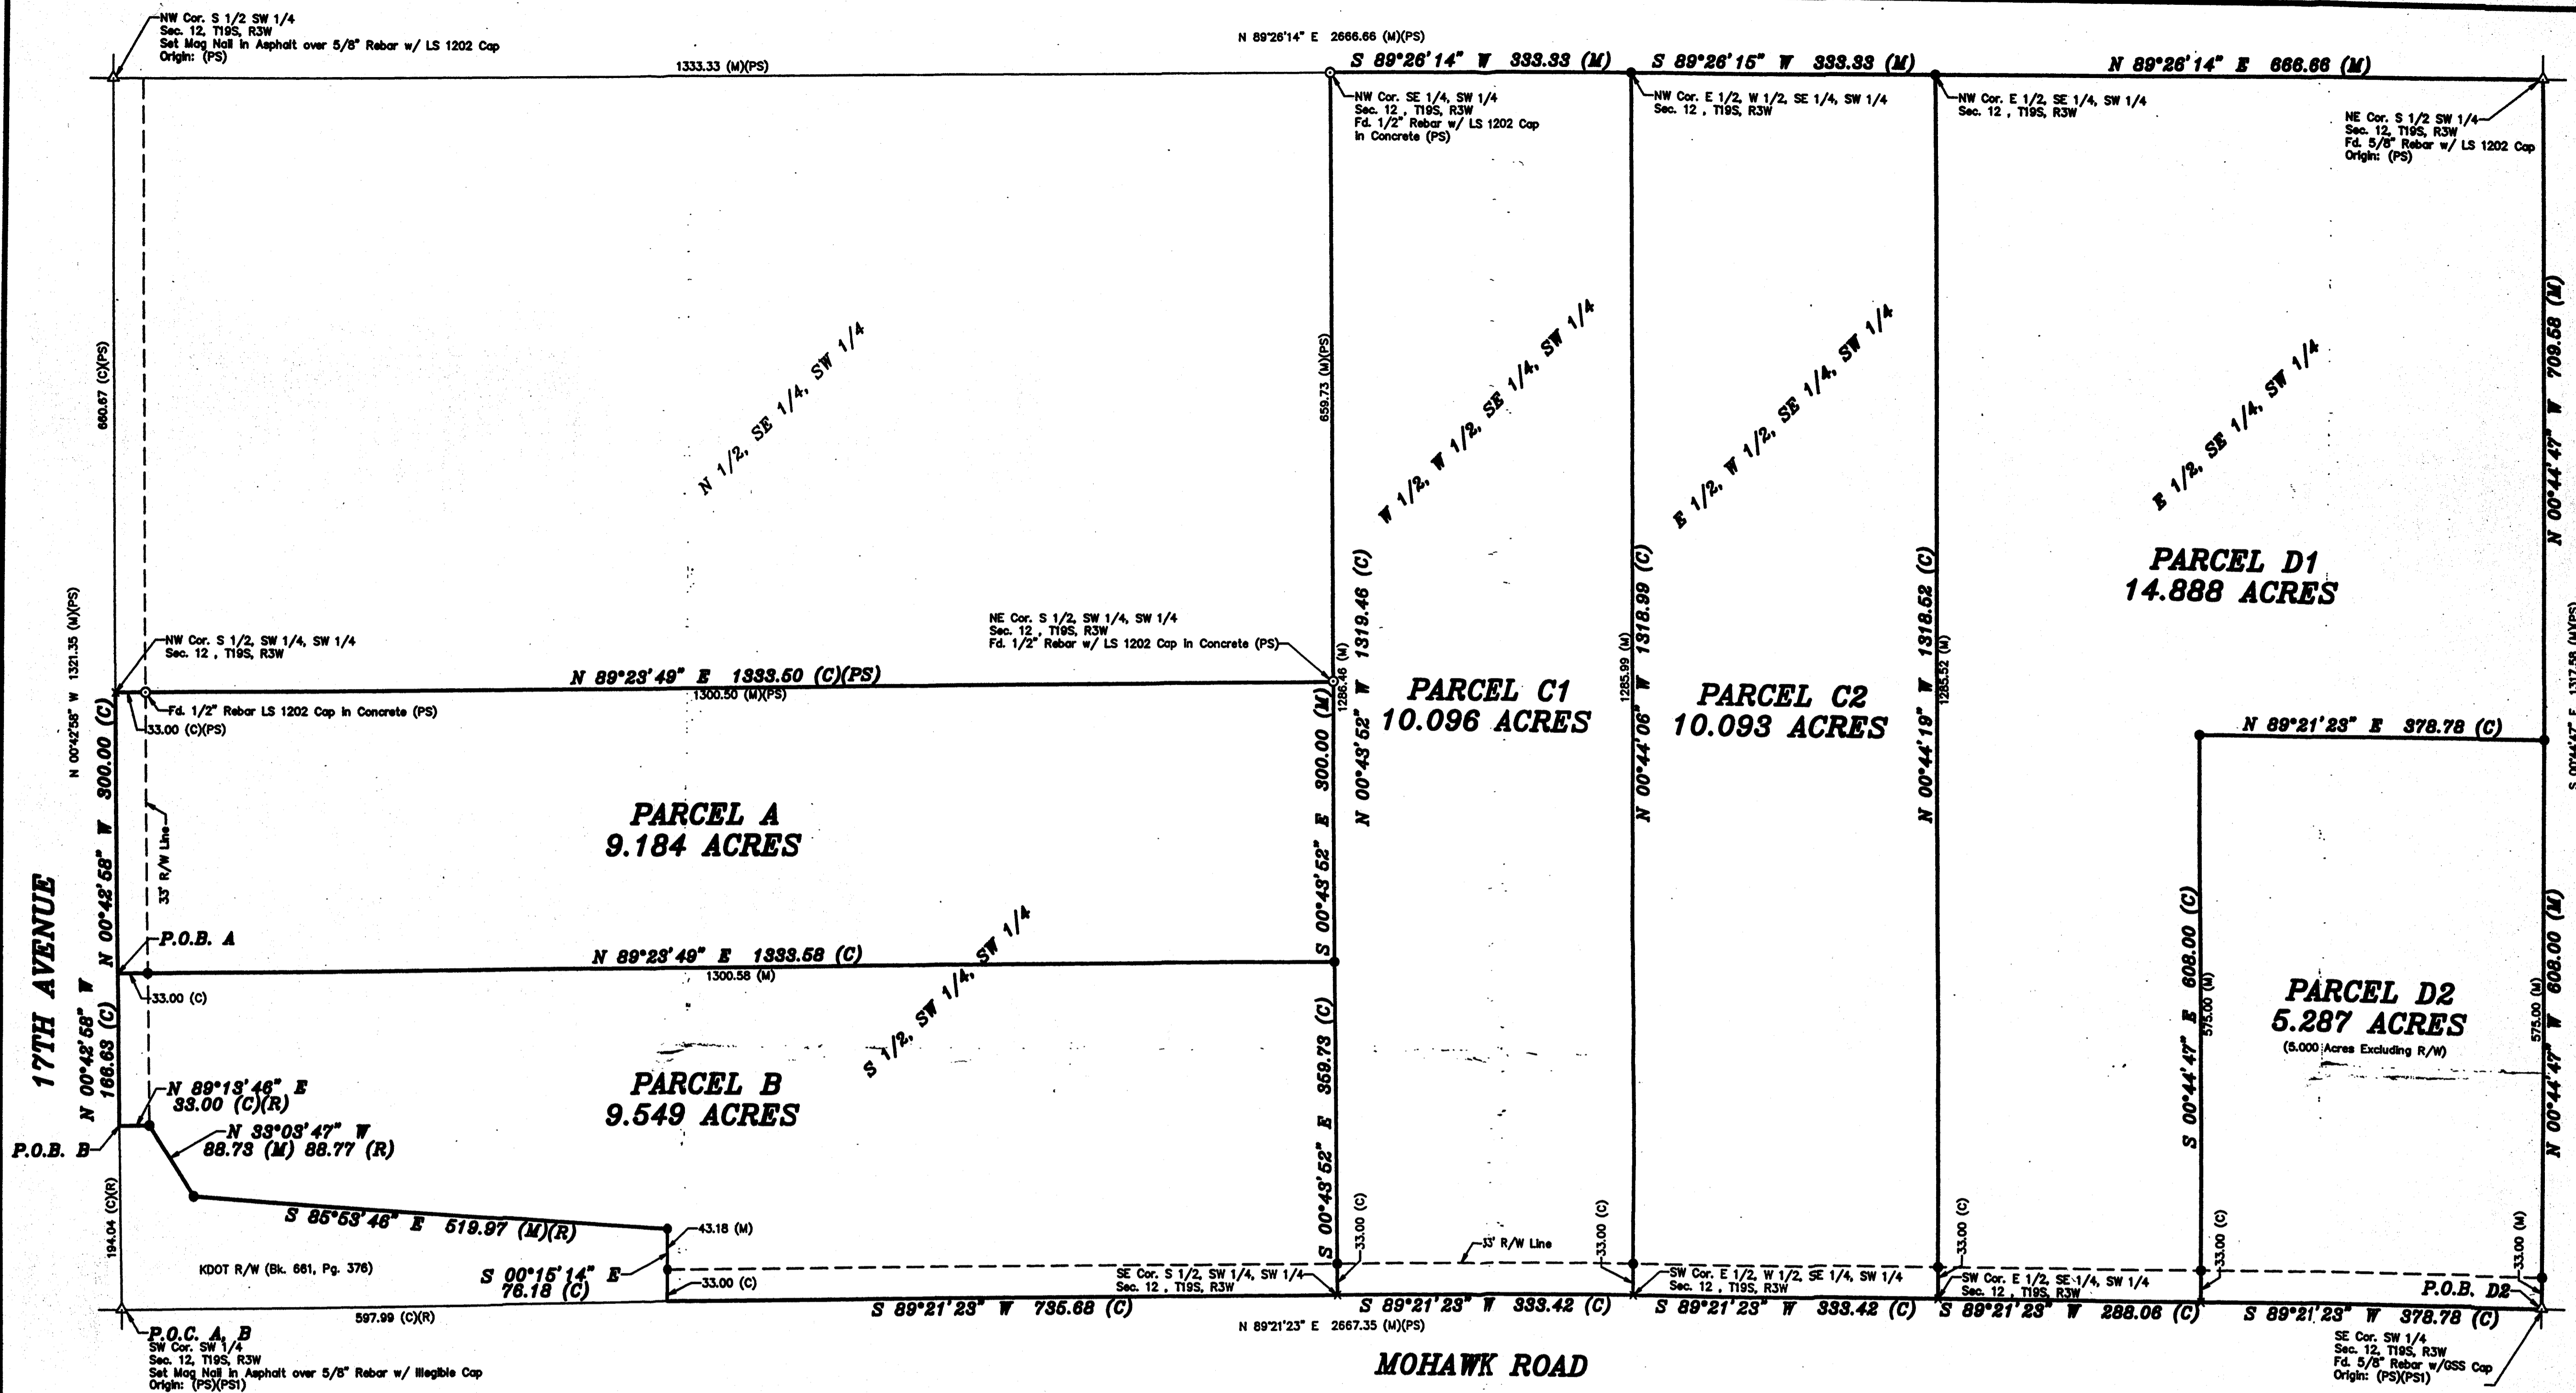 NW Cor. S 1/2 SW 1/4
Sec. 12, T19S, R3W
Set Mag Nail in Asphalt over 5/8" Rebar w/ LS 1202 Cap
Origin: (PS)
1333.33 (M)(PS)
N 89°26'14" E 2666.66 (M)(PS)
S 89°26'14" W 333.33 (M)
S 89°26'15" W 333.33 (M)
N 89°26'14" E 666.66 (M)
NW Cor. SE 1/4, SW 1/4
Sec. 12 , T19S, R3W
Fd. 1/2" Rebar w/ LS 1202 Cap
in Concrete (PS)
NW Cor. E 1/2, W 1/2, SE 1/4, SW 1/4
Sec. 12 , T19S, R3W
NW Cor. E 1/2, SE 1/4, SW 1/4
Sec. 12 , T19S, R3W
NE Cor. S 1/2 SW 1/4
Sec. 12, T19S, R3W
Fd. 5/8" Rebar w/ LS 1202 Cap
Origin: (PS)
660.67 (C)(PS)
N 1/2, SE 1/4, SW 1/4
659.73 (M)(PS)
W 1/2, W 1/2, SE 1/4, SW 1/4
E 1/2, W 1/2, SE 1/4, SW 1/4
E 1/2, SE 1/4, SW 1/4
N 00°44'47" W 709.58 (M)
N 00°42'58" W 1321.35 (M)(PS)
NW Cor. S 1/2, SW 1/4, SW 1/4
Sec. 12 , T19S, R3W
NE Cor. S 1/2, SW 1/4, SW 1/4
Sec. 12 , T19S, R3W
Fd. 1/2" Rebar w/ LS 1202 Cap in Concrete (PS)
N 89°23'49" E 1333.50 (C)(PS)
1300.50 (M)(PS)
Fd. 1/2" Rebar LS 1202 Cap in Concrete (PS)
33.00 (C)(PS)
N 00°42'58" W 300.00 (C)
33' R/W Line
PARCEL A
9.184 ACRES
S 00°43'52" E 300.00 (M)
1286.46 (M)
N 00°43'52" W 1319.46 (C)
PARCEL C1
10.096 ACRES
1285.99 (M)
N 00°44'06" W 1318.99 (C)
PARCEL C2
10.093 ACRES
N 00°44'19" W 1318.52 (C)
1285.52 (M)
PARCEL D1
14.888 ACRES
S 00°44'47" E 1317.58 (M)(PS)
N 89°21'23" E 378.78 (C)
17TH AVENUE
P.O.B. A
33.00 (C)
N 89°23'49" E 1333.58 (C)
1300.58 (M)
S 1/2, SW 1/4, SW 1/4
N 00°42'58" W
166.63 (C)
N 89°13'46" E
33.00 (C)(R)
N 33°03'47" W
88.73 (M) 88.77 (R)
P.O.B. B
PARCEL B
9.549 ACRES
S 00°43'52" E 359.73 (C)
S 00°44'47" E 608.00 (C)
575.00 (M)
PARCEL D2
5.287 ACRES
(5.000 Acres Excluding R/W)
575.00 (M)
N 00°44'47" W 608.00 (M)
194.04 (C)(R)
S 85°53'46" E 519.97 (M)(R)
KDOT R/W (Bk. 661, Pg. 376)
43.18 (M)
S 00°15'14" E
76.18 (C)
33.00 (C)
33.00 (C)
33' R/W Line
33.00 (C)
33.00 (C)
33.00 (C)
33.00 (M)
SE Cor. S 1/2, SW 1/4, SW 1/4
Sec. 12 , T19S, R3W
SW Cor. E 1/2, W 1/2, SE 1/4, SW 1/4
Sec. 12 , T19S, R3W
SW Cor. E 1/2, SE 1/4, SW 1/4
Sec. 12 , T19S, R3W
P.O.B. D2
597.99 (C)(R)
S 89°21'23" W 735.68 (C)
S 89°21'23" W 333.42 (C)
S 89°21'23" W 333.42 (C)
S 89°21'23" W 288.06 (C)
S 89°21'23" W 378.78 (C)
N 89°21'23" E 2667.35 (M)(PS)
P.O.C. A, B
SW Cor. SW 1/4
Sec. 12, T19S, R3W
Set Mag Nail in Asphalt over 5/8" Rebar w/ Illegible Cap
Origin: (PS)(PS1)
MOHAWK ROAD
SE Cor. SW 1/4
Sec. 12, T19S, R3W
Fd. 5/8" Rebar w/GSS Cap
Origin: (PS)(PS1)